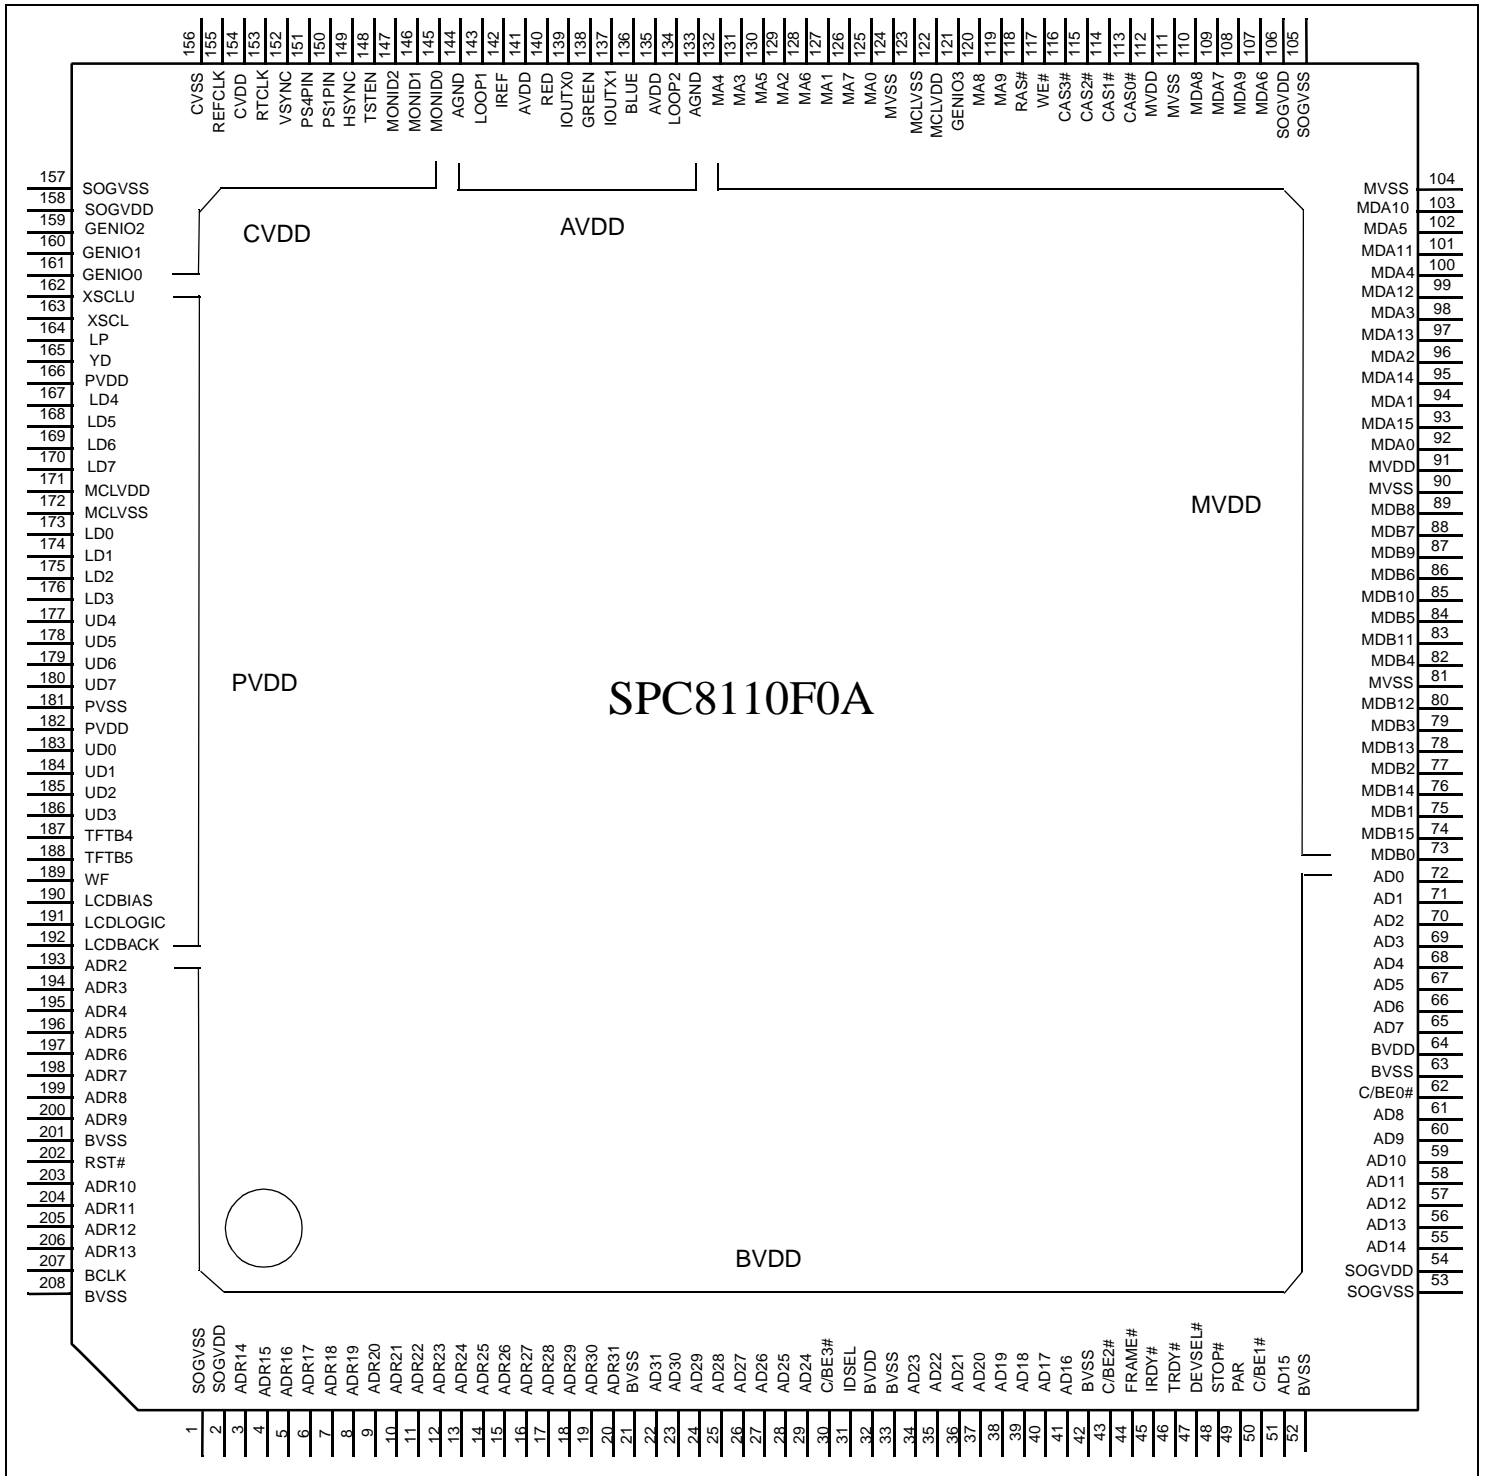 156 155 154 153 152 151 150 149 148 147 146 145 144 143 142 141 140 139 138 137 136 135 134 133 132 131 130 129 128 127 126 125 124 123 122 121 120 119 118 117 116 115 114 113 112 111 110 109 108 107 106 105
CVSS REFCLK CVDD RTCLK VSYNC PS4PIN PS1PIN HSYNC TSTEN MONID2 MONID1 MONID0 AGND LOOP1 IREF AVDD RED IOUTX0 GREEN IOUTX1 BLUE AVDD LOOP2 AGND MA4 MA3 MA5 MA2 MA6 MA1 MA7 MA0 MVSS MCLVSS MCLVDD GENIO3 MA8 MA9 RAS# WE# CAS3# CAS2# CAS1# CAS0# MVDD MVSS MDA8 MDA7 MDA9 MDA6 SOGVDD SOGVSS
157 SOGVSS
158 SOGVDD
159 GENIO2
160 GENIO1
161 GENIO0
162 XSCLU
163 XSCL
164 LP
165 YD
166 PVDD
167 LD4
168 LD5
169 LD6
170 LD7
171 MCLVDD
172 MCLVSS
173 LD0
174 LD1
175 LD2
176 LD3
177 UD4
178 UD5
179 UD6
180 UD7
181 PVSS
182 PVDD
183 UD0
184 UD1
185 UD2
186 UD3
187 TFTB4
188 TFTB5
189 WF
190 LCDBIAS
191 LCDLOGIC
192 LCDBACK
193 ADR2
194 ADR3
195 ADR4
196 ADR5
197 ADR6
198 ADR7
199 ADR8
200 ADR9
201 BVSS
202 RST#
203 ADR10
204 ADR11
205 ADR12
206 ADR13
207 BCLK
208 BVSS
CVDD
AVDD
MVDD
PVDD
SPC8110F0A
BVDD
MVSS 104
MDA10 103
MDA5 102
MDA11 101
MDA4 100
MDA12 99
MDA3 98
MDA13 97
MDA2 96
MDA14 95
MDA1 94
MDA15 93
MDA0 92
MVDD 91
MVSS 90
MDB8 89
MDB7 88
MDB9 87
MDB6 86
MDB10 85
MDB5 84
MDB11 83
MDB4 82
MVSS 81
MDB12 80
MDB3 79
MDB13 78
MDB2 77
MDB14 76
MDB1 75
MDB15 74
MDB0 73
AD0 72
AD1 71
AD2 70
AD3 69
AD4 68
AD5 67
AD6 66
AD7 65
BVDD 64
BVSS 63
C/BE0# 62
AD8 61
AD9 60
AD10 59
AD11 58
AD12 57
AD13 56
AD14 55
SOGVDD 54
SOGVSS 53
SOGVSS SOGVDD ADR14 ADR15 ADR16 ADR17 ADR18 ADR19 ADR20 ADR21 ADR22 ADR23 ADR24 ADR25 ADR26 ADR27 ADR28 ADR29 ADR30 ADR31 BVSS AD31 AD30 AD29 AD28 AD27 AD26 AD25 AD24 C/BE3# IDSEL BVDD BVSS AD23 AD22 AD21 AD20 AD19 AD18 AD17 AD16 BVSS C/BE2# FRAME# IRDY# TRDY# DEVSEL# STOP# PAR C/BE1# AD15 BVSS
1 2 3 4 5 6 7 8 9 10 11 12 13 14 15 16 17 18 19 20 21 22 23 24 25 26 27 28 29 30 31 32 33 34 35 36 37 38 39 40 41 42 43 44 45 46 47 48 49 50 51 52